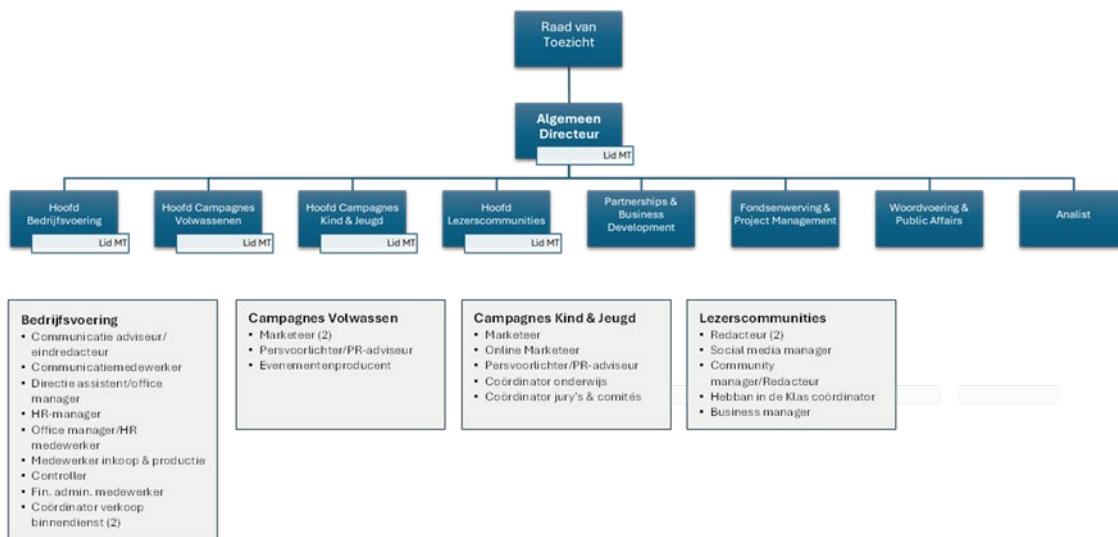 Raad van
Toezicht
Algemeen
Directeur
Lid MT
Hoofd
Bedrijfsvoering
Lid MT
Hoofd Campagnes
Volwassenen
Lid MT
Hoofd Campagnes
Kind & Jeugd
Lid MT
Hoofd
Lezerscommunities
Lid MT
Partnerships &
Business
Development
Fondsenwerving &
Project Management
Woordvoering &
Public Affairs
Analist
Bedrijfsvoering
▪ Communicatie adviseur/
eindredacteur
▪ Communicatiemedewerker
▪ Directie assistent/office
manager
▪ HR-manager
▪ Office manager/HR
medewerker
▪ Medewerker inkoop & productie
▪ Controller
▪ Fin. admin. medewerker
▪ Coördinator verkoop
binnendienst (2)
Campagnes Volwassen
▪ Marketeer (2)
▪ Persvoorlichter/PR-adviseur
▪ Evenementenproducent
Campagnes Kind & Jeugd
▪ Marketeer
▪ Online Marketeer
▪ Persvoorlichter/PR-adviseur
▪ Coördinator onderwijs
▪ Coördinator jury's & comités
Lezerscommunities
▪ Redacteur (2)
▪ Social media manager
▪ Community
manager/Redacteur
▪ Hebban in de Klas coördinator
▪ Business manager